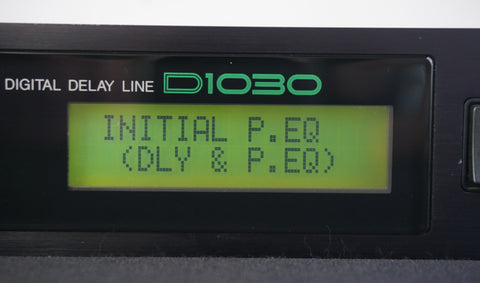 DIGITAL DELAY LINE D1030
INITIAL P.EQ
(DLY & P.EQ)